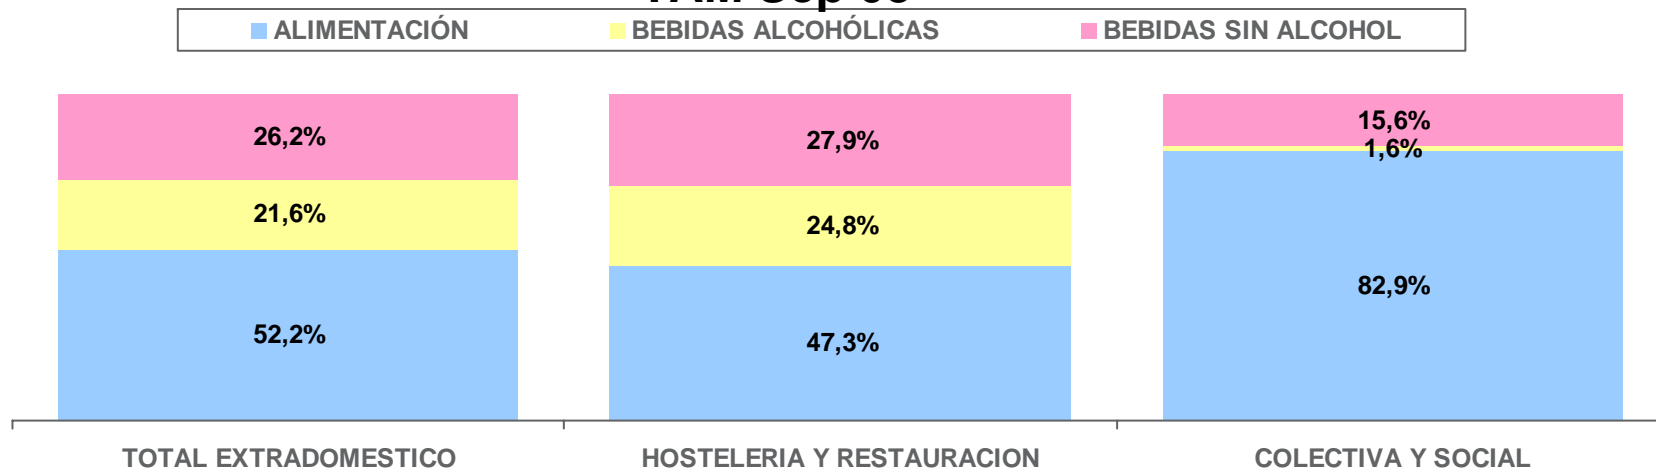 ALIMENTACIÓN BEBIDAS ALCOHÓLICAS BEBIDAS SIN ALCOHOL
26,2% 27,9% 15,6%
1,6%
21,6% 24,8%
82,9%
52,2% 47,3%
TOTAL EXTRADOMESTICO HOSTELERIA Y RESTAURACION COLECTIVA Y SOCIAL